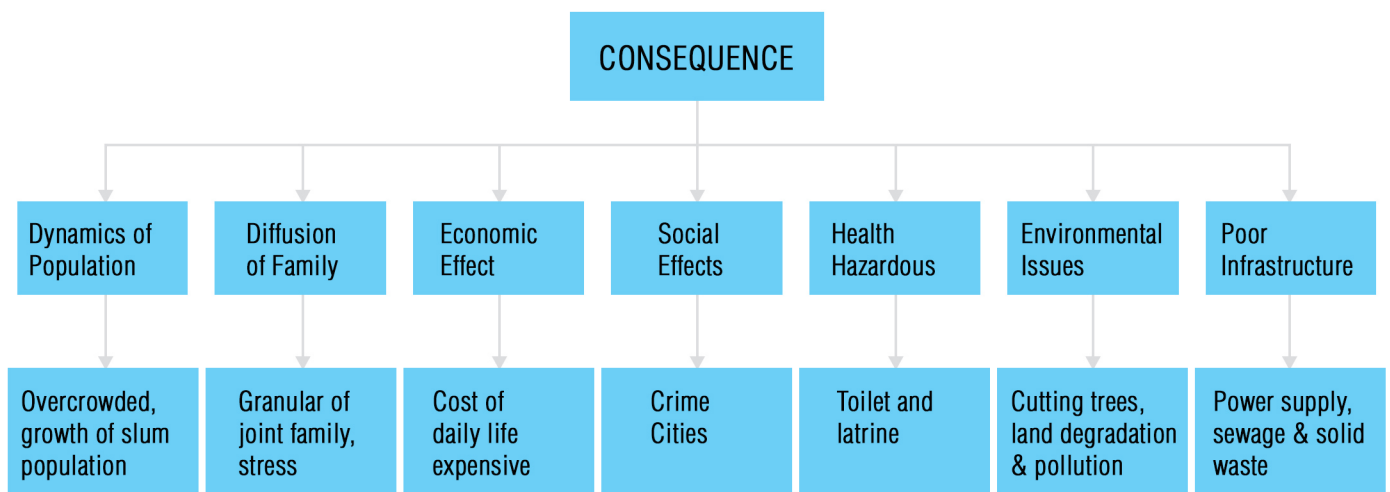 CONSEQUENCE
Dynamics of
Population
Diffusion
of Family
Economic
Effect
Social
Effects
Health
Hazardous
Environmental
Issues
Poor
Infrastructure
Overcrowded,
growth of slum
population
Granular of
joint family,
stress
Cost of
daily life
expensive
Crime
Cities
Toilet and
latrine
Cutting trees,
land degradation
& pollution
Power supply,
sewage & solid
waste